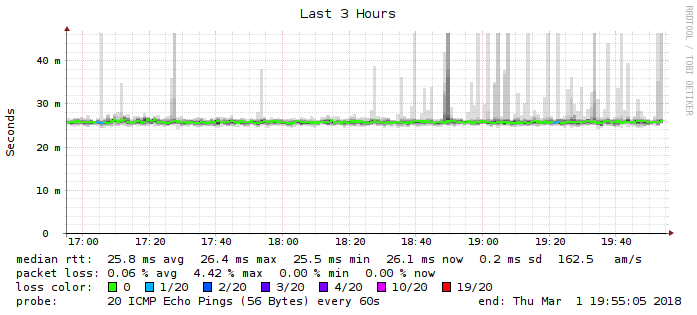 Last 3 Hours
RRDTOOL / TOBI OETIKER
Seconds
40 m
30 m
20 m
10 m
0
17:00 17:20 17:40 18:00 18:20 18:40 19:00 19:20 19:40
median rtt: 25.8 ms avg 26.4 ms max 25.5 ms min 26.1 ms now 0.2 ms sd 162.5 am/s
packet loss: 0.06 % avg 4.42 % max 0.00 % min 0.00 % now
loss color: 0 1/20 2/20 3/20 4/20 10/20 19/20
probe: 20 ICMP Echo Pings (56 Bytes) every 60s end: Thu Mar 1 19:55:05 2018